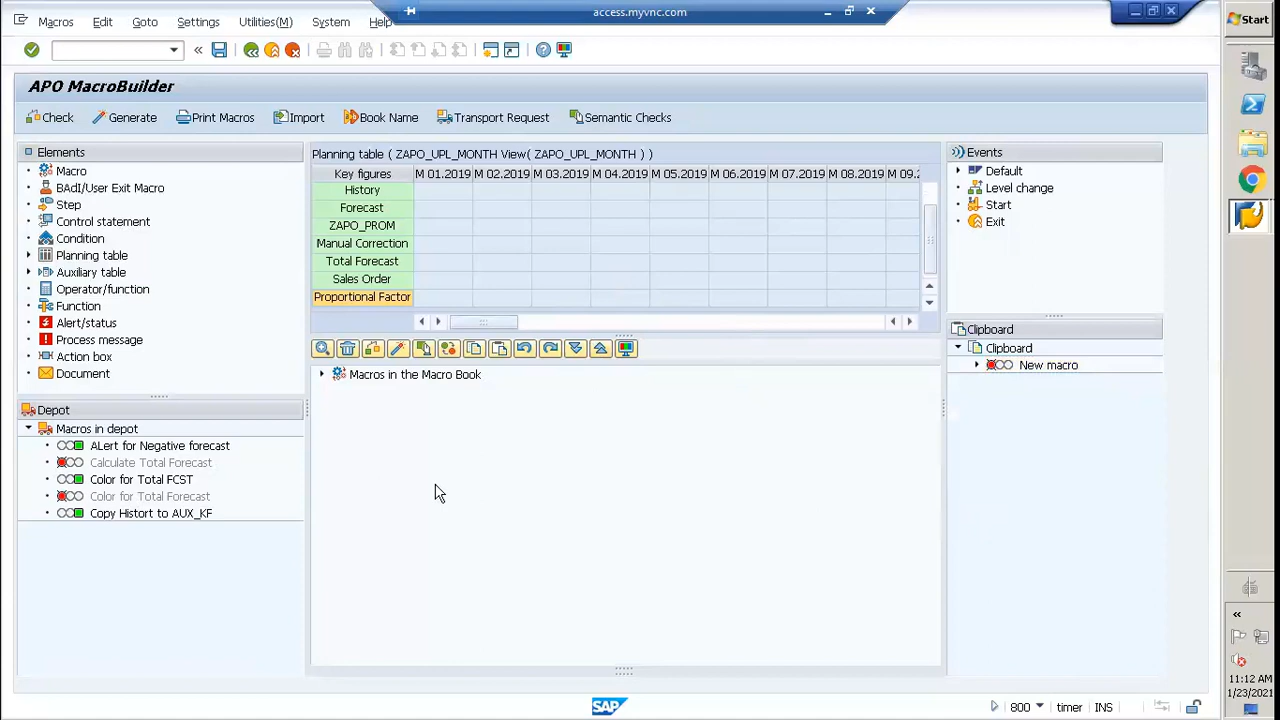 access.myvnc.com
Macros Edit Goto Settings Utilities(M) System Help
APO MacroBuilder
Check Generate Print Macros Import Book Name Transport Request Semantic Checks
Elements
Macro
BAdI/User Exit Macro
Step
Control statement
Condition
Planning table
Auxiliary table
Operator/function
Function
Alert/status
Process message
Action box
Document
Depot
Macros in depot
ALert for Negative forecast
Calculate Total Forecast
Color for Total FCST
Color for Total Forecast
Copy Histort to AUX_KF
Planning table ( ZAPO_UPL_MONTH View( ZAPO_UPL_MONTH ) )
Key figures M 01.2019 M 02.2019 M 03.2019 M 04.2019 M 05.2019 M 06.2019 M 07.2019 M 08.2019 M 09.2
History
Forecast
ZAPO_PROM
Manual Correction
Total Forecast
Sales Order
Proportional Factor
Macros in the Macro Book
Events
Default
Level change
Start
Exit
Clipboard
Clipboard
New macro
SAP
800 timer INS
Start
11:12 AM
1/23/2021